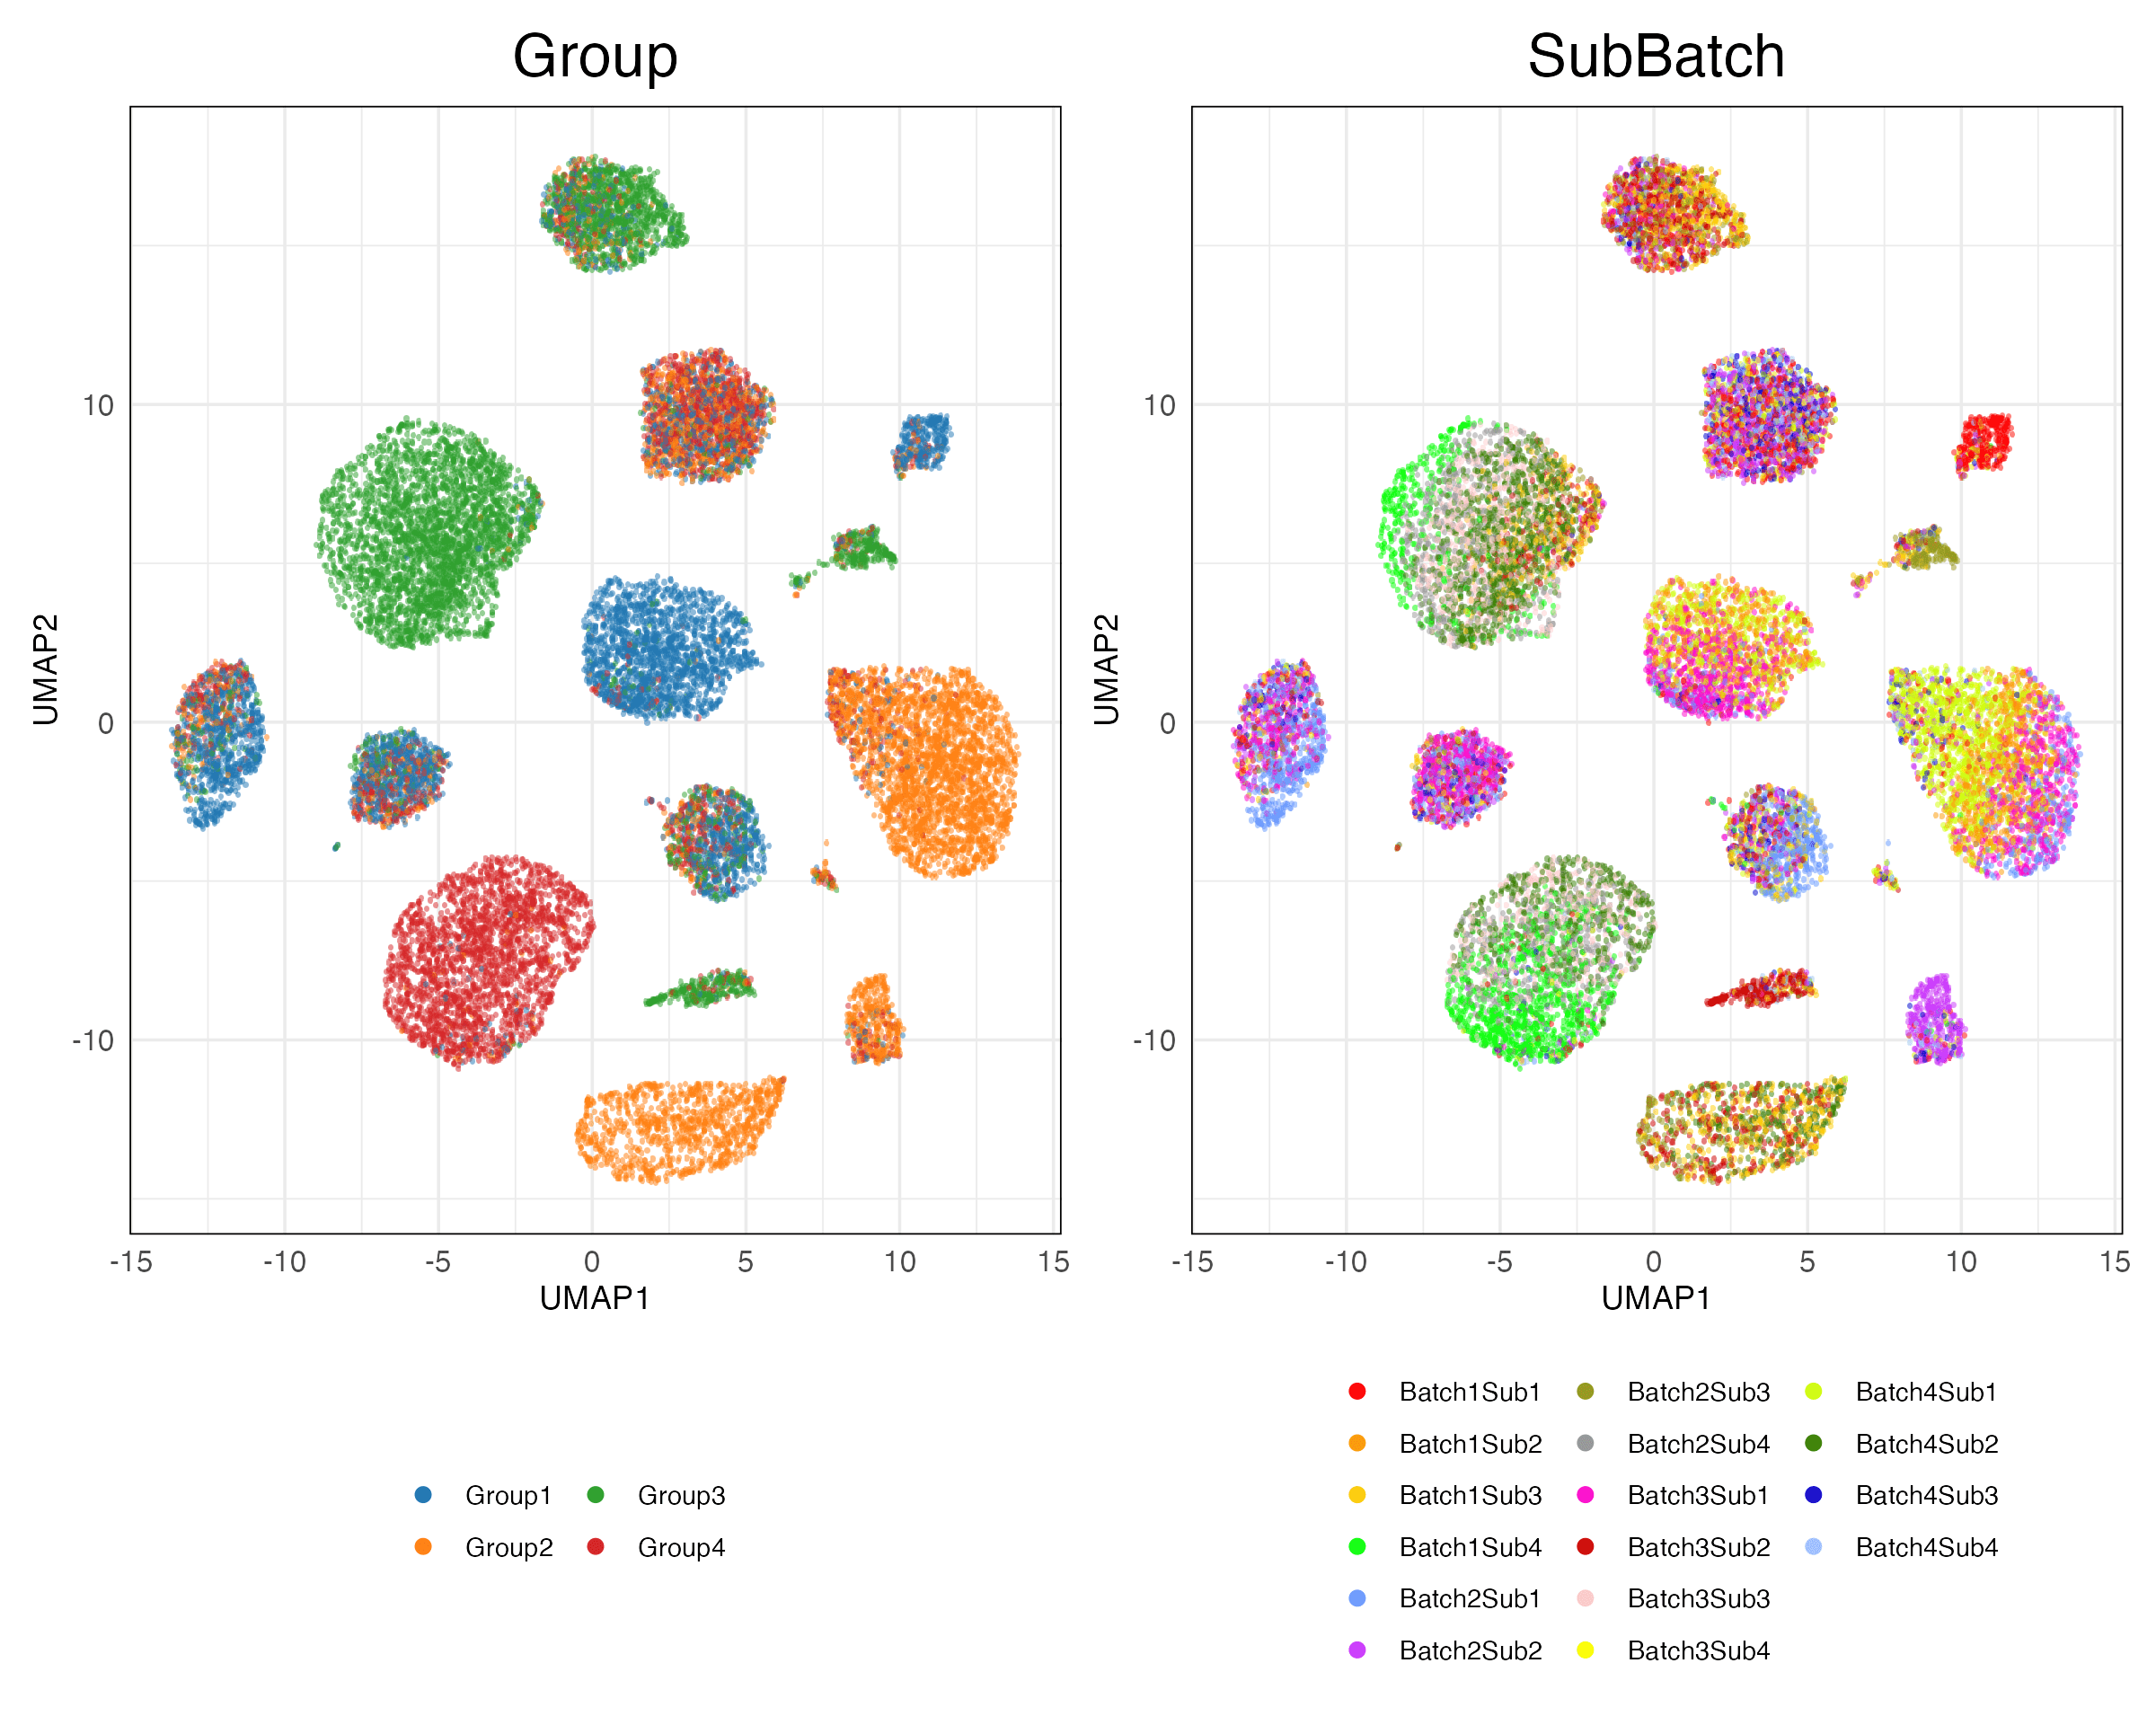 Group
SubBatch
UMAP2
10
0
-10
-15 -10 -5 0 5 10 15
UMAP1
UMAP2
10
0
-10
-15 -10 -5 0 5 10 15
UMAP1
Group1 Group3
Group2 Group4
Batch1Sub1 Batch2Sub3 Batch4Sub1
Batch1Sub2 Batch2Sub4 Batch4Sub2
Batch1Sub3 Batch3Sub1 Batch4Sub3
Batch1Sub4 Batch3Sub2 Batch4Sub4
Batch2Sub1 Batch3Sub3
Batch2Sub2 Batch3Sub4